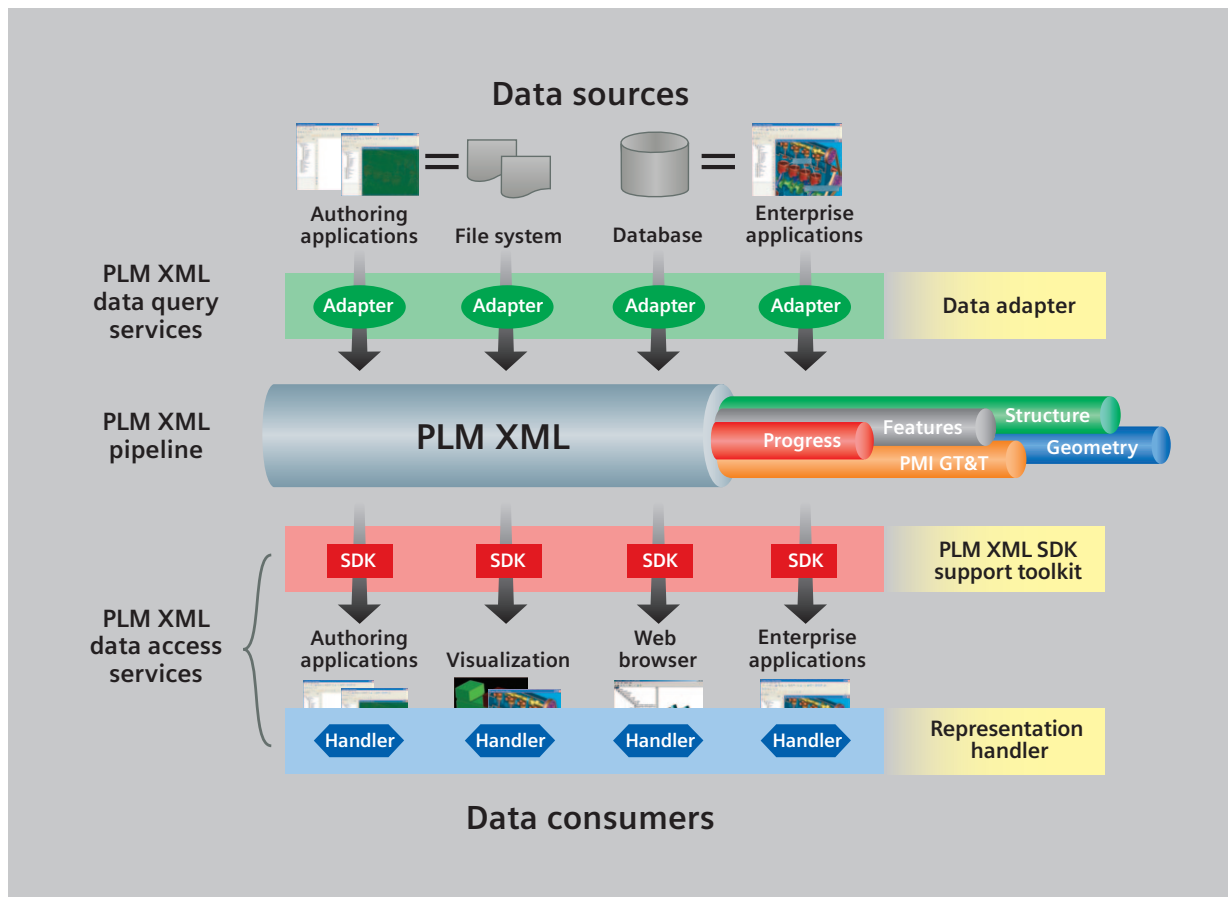 Data sources
Authoring
applications
File system
Database
Enterprise
applications
PLM XML
data query
services
Adapter
Adapter
Adapter
Adapter
Data adapter
PLM XML
pipeline
PLM XML
Structure
Features
Progress
Geometry
PMI GT&T
SDK
SDK
SDK
SDK
PLM XML SDK
support toolkit
PLM XML
data access
services
Authoring
applications
Visualization
Web
browser
Enterprise
applications
Handler
Handler
Handler
Handler
Representation
handler
Data consumers